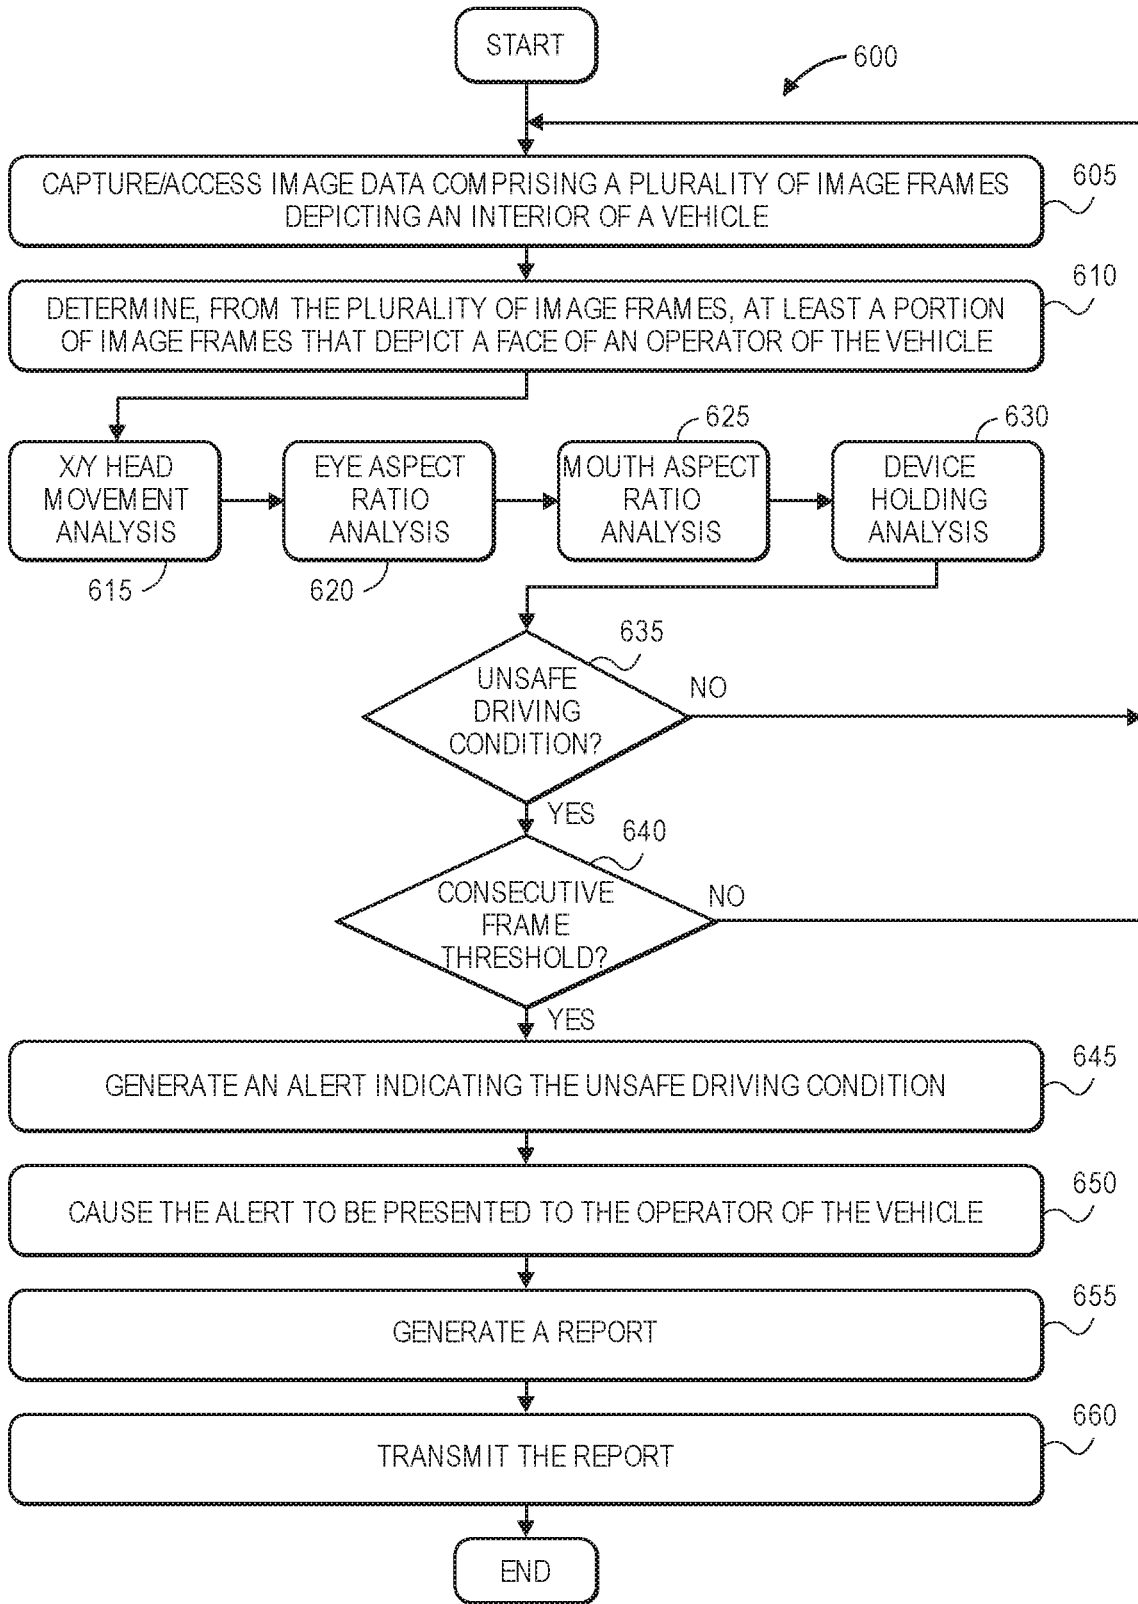 START
600
CAPTURE/ACCESS IMAGE DATA COMPRISING A PLURALITY OF IMAGE FRAMES
DEPICTING AN INTERIOR OF A VEHICLE
605
DETERMINE, FROM THE PLURALITY OF IMAGE FRAMES, AT LEAST A PORTION
OF IMAGE FRAMES THAT DEPICT A FACE OF AN OPERATOR OF THE VEHICLE
610
X/Y HEAD
MOVEMENT
ANALYSIS
615
EYE ASPECT
RATIO
ANALYSIS
620
625
MOUTH ASPECT
RATIO
ANALYSIS
630
DEVICE
HOLDING
ANALYSIS
635
UNSAFE
DRIVING
CONDITION?
NO
YES
640
CONSECUTIVE
FRAME
THRESHOLD?
NO
YES
GENERATE AN ALERT INDICATING THE UNSAFE DRIVING CONDITION
645
CAUSE THE ALERT TO BE PRESENTED TO THE OPERATOR OF THE VEHICLE
650
GENERATE A REPORT
655
TRANSMIT THE REPORT
660
END